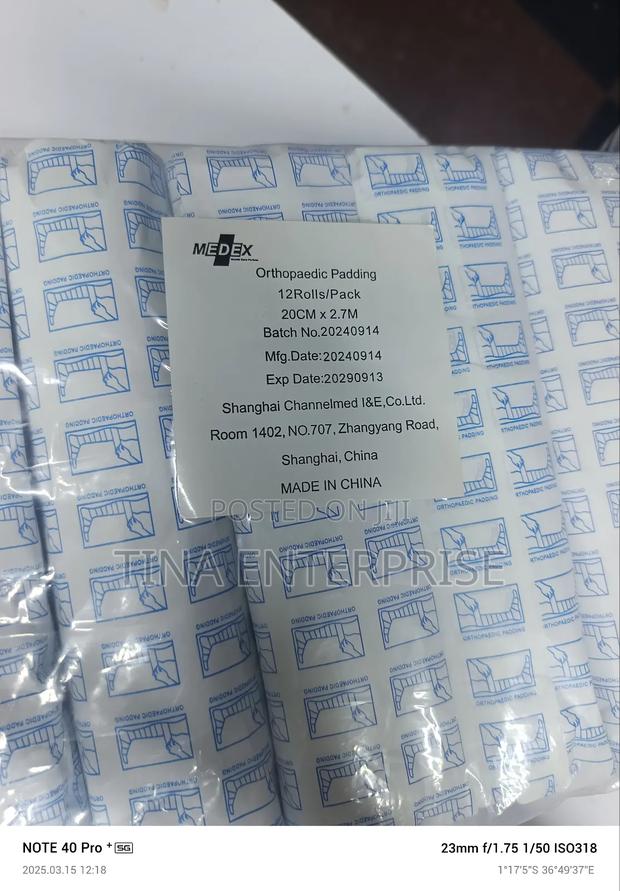 MEDEX
Orthopaedic Padding
12Rolls/Pack
20CM x 2.7M
Batch No.20240914
Mfg.Date:20240914
Exp Date:20290913
Shanghai Channelmed I&E,Co.Ltd.
Room 1402, NO.707, Zhangyang Road,
Shanghai, China
MADE IN CHINA
ORTHOPAEDIC PADDING
POSTED ON JIJI
TINA ENTERPRISE
NOTE 40 Pro+ 5G
23mm f/1.75 1/50 ISO318
2025.03.15 12:18
1°17'5"S 36°49'37"E